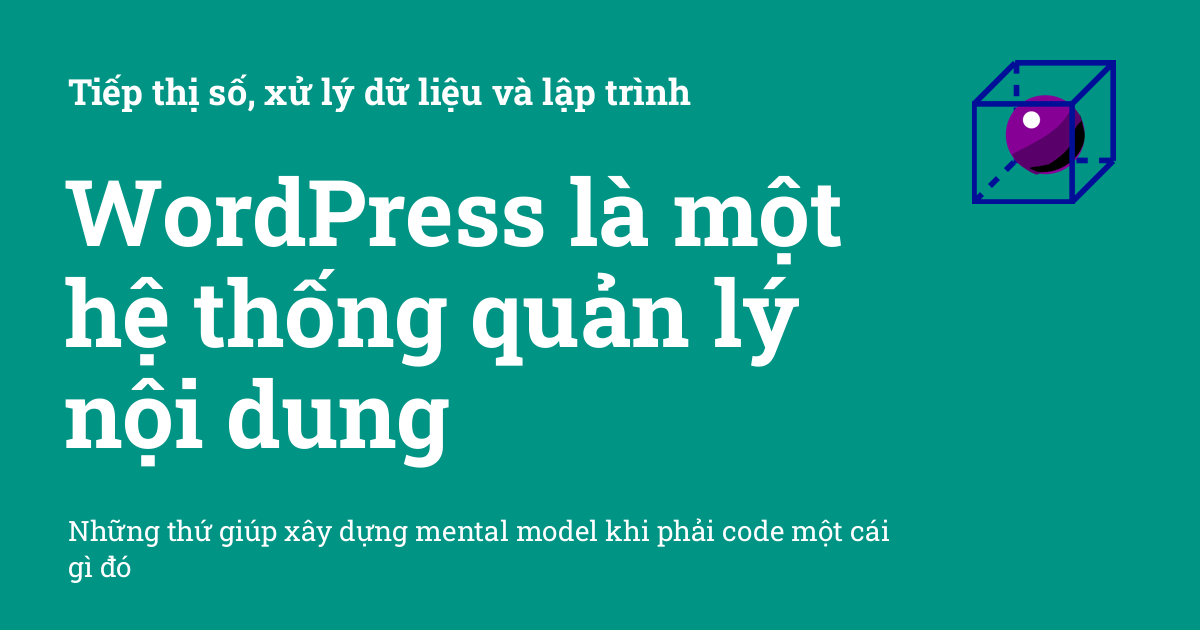 Tiếp thị số, xử lý dữ liệu và lập trình
WordPress là một
hệ thống quản lý
nội dung
Những thứ giúp xây dựng mental model khi phải code một cái
gì đó